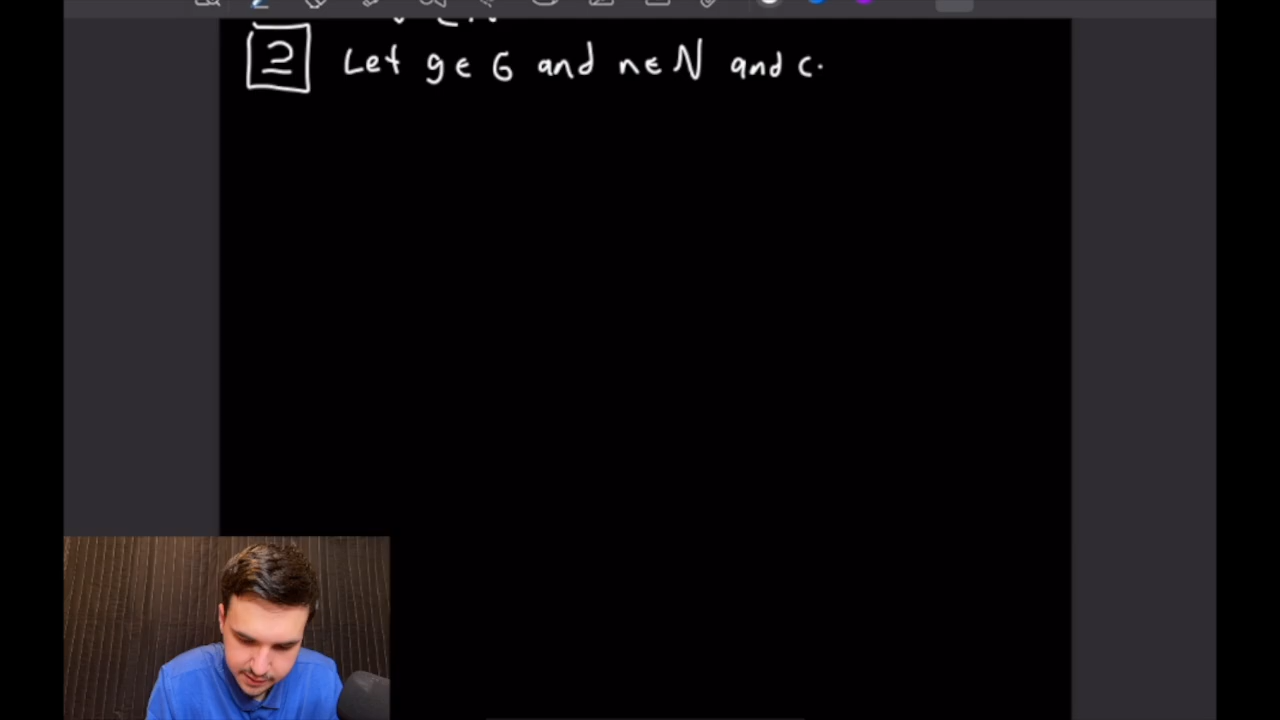 2 Let g ∈ G and n ∈ N and c